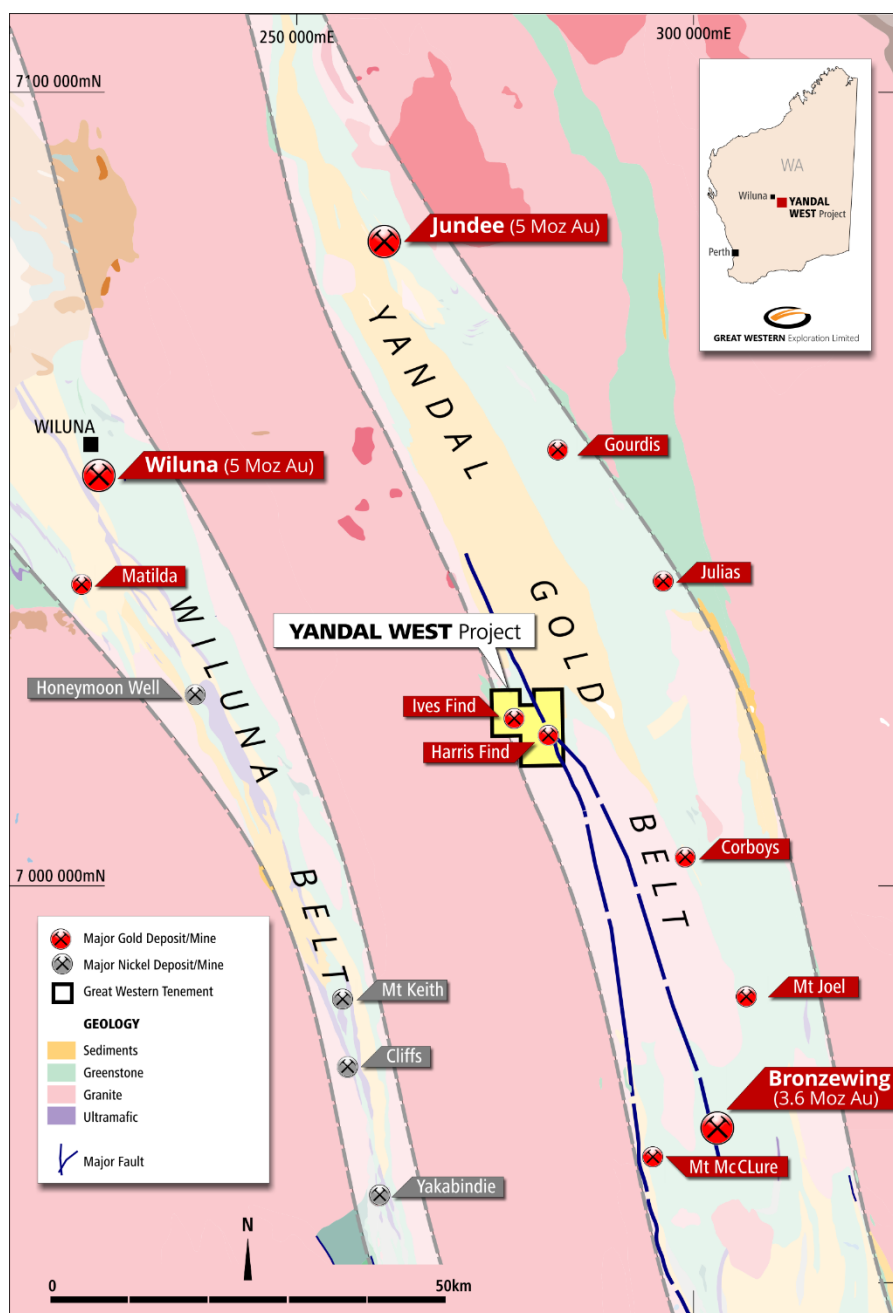 250 000mE
300 000mE
7100 000mN
WA
Wiluna
YANDAL
WEST Project
Perth
GREAT WESTERN Exploration Limited
Jundee (5 Moz Au)
YANDAL GOLD BELT
WILUNA
Wiluna (5 Moz Au)
Gourdis
Matilda
Julias
WILUNA BELT
YANDAL WEST Project
Honeymoon Well
Ives Find
Harris Find
Corboys
7 000 000mN
Major Gold Deposit/Mine
Major Nickel Deposit/Mine
Great Western Tenement
GEOLOGY
Sediments
Greenstone
Granite
Ultramafic
Major Fault
Mt Keith
Mt Joel
Cliffs
Bronzewing
(3.6 Moz Au)
Mt McCLure
Yakabindie
N
0
50km
300 000mE